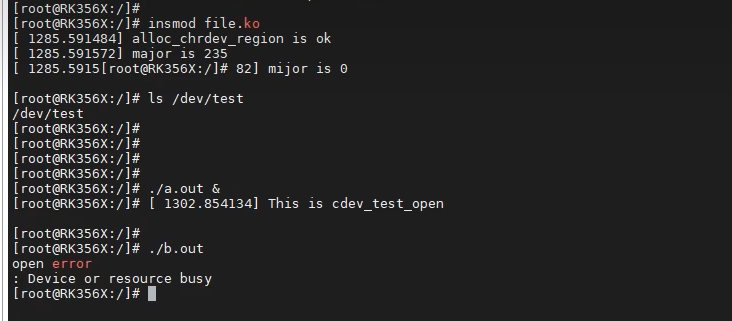 [root@RK356X:/]#
[root@RK356X:/]# insmod file.ko
[ 1285.591484] alloc_chrdev_region is ok
[ 1285.591572] major is 235
[ 1285.5915[root@RK356X:/]# 82] mijor is 0
[root@RK356X:/]# ls /dev/test
/dev/test
[root@RK356X:/]#
[root@RK356X:/]#
[root@RK356X:/]#
[root@RK356X:/]#
[root@RK356X:/]# ./a.out &
[root@RK356X:/]# [ 1302.854134] This is cdev_test_open
[root@RK356X:/]#
[root@RK356X:/]# ./b.out
open error
: Device or resource busy
[root@RK356X:/]#